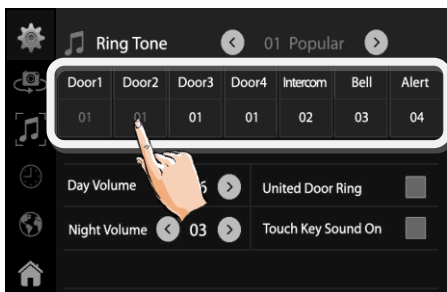 Ring Tone 01 Popular
Door1 Door2 Door3 Door4 Intercom Bell Alert
01 01 01 01 02 03 04
Day Volume 6 United Door Ring
Night Volume 03 Touch Key Sound On